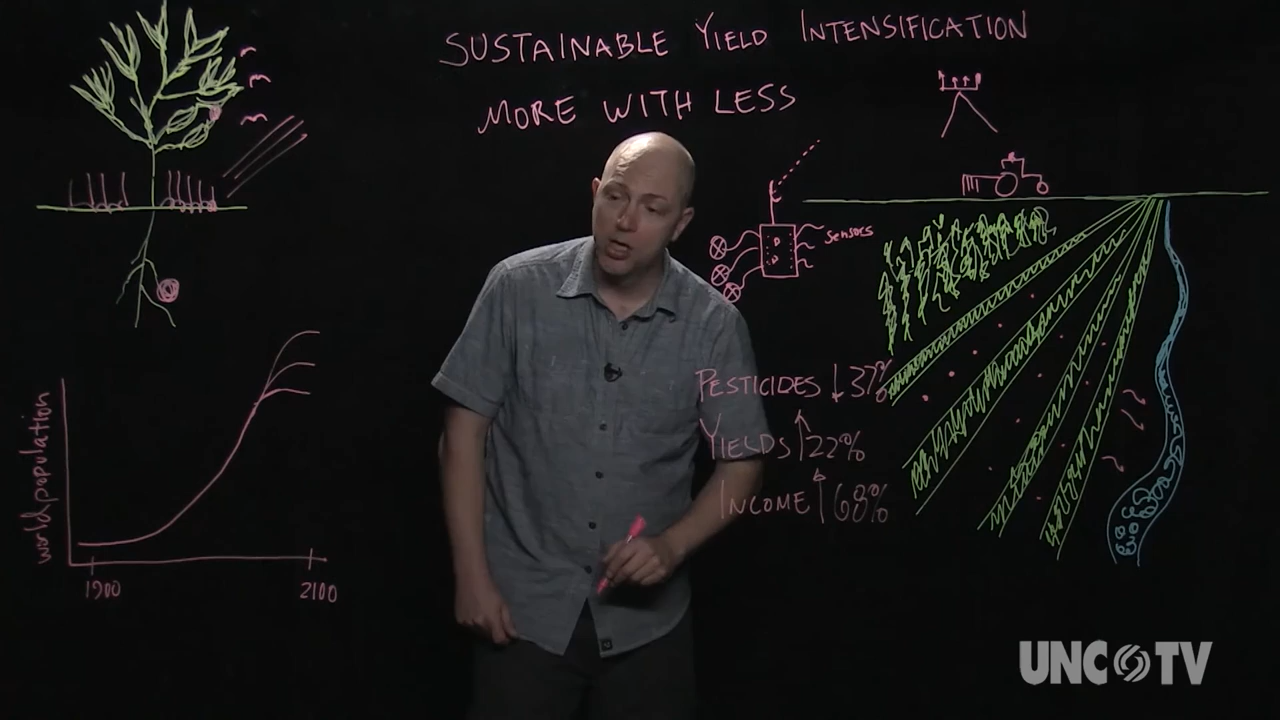 SUSTAINABLE YIELD INTENSIFICATION
MORE WITH LESS
sensors
PESTICIDES ↓ 37%
YIELDS ↑ 22%
INCOME ↑ 68%
world population
1900
2100
UNC TV